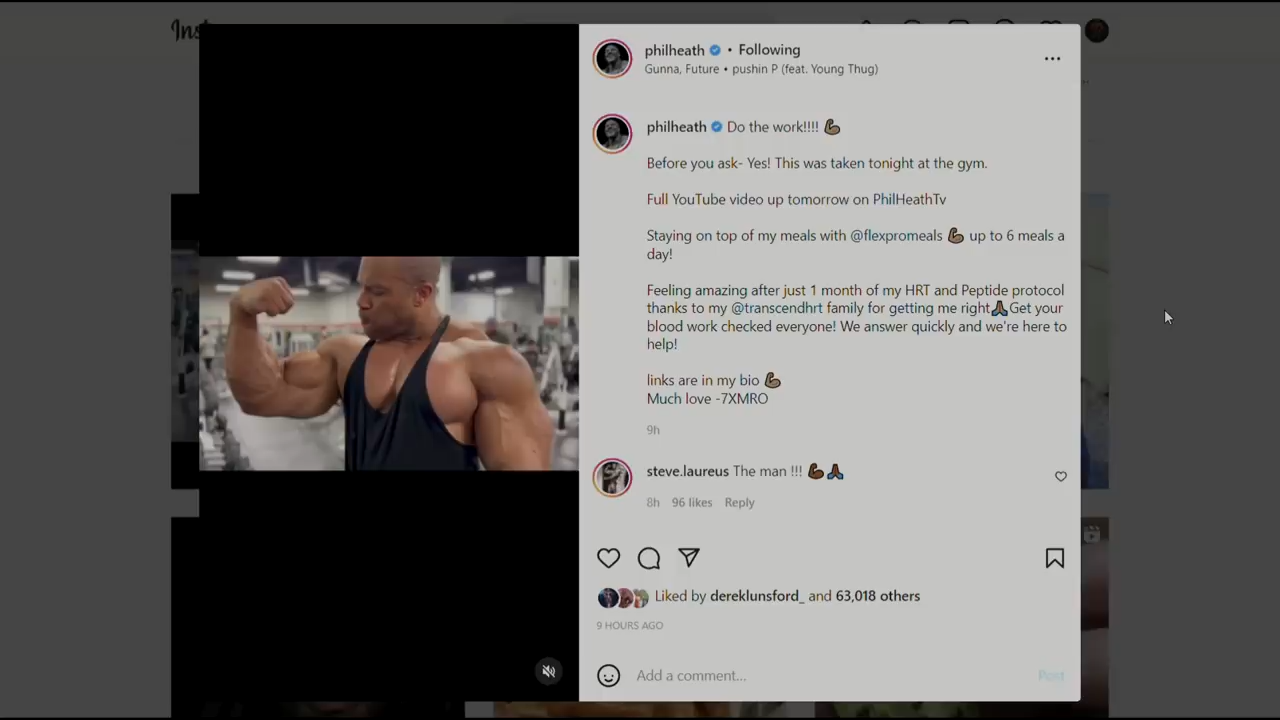 Ins
philheath • Following
Gunna, Future • pushin P (feat. Young Thug)
philheath Do the work!!!! 💪🏾
Before you ask- Yes! This was taken tonight at the gym.
Full YouTube video up tomorrow on PhilHeathTv
Staying on top of my meals with @flexpromeals 💪🏾 up to 6 meals a
day!
Feeling amazing after just 1 month of my HRT and Peptide protocol
thanks to my @transcendhrt family for getting me right🙏🏾Get your
blood work checked everyone! We answer quickly and we're here to
help!
links are in my bio 💪🏾
Much love -7XMRO
9h
steve.laureus The man !!! 💪🏾🙏🏾
8h 96 likes Reply
Liked by dereklunsford_ and 63,018 others
9 HOURS AGO
Add a comment...
Post